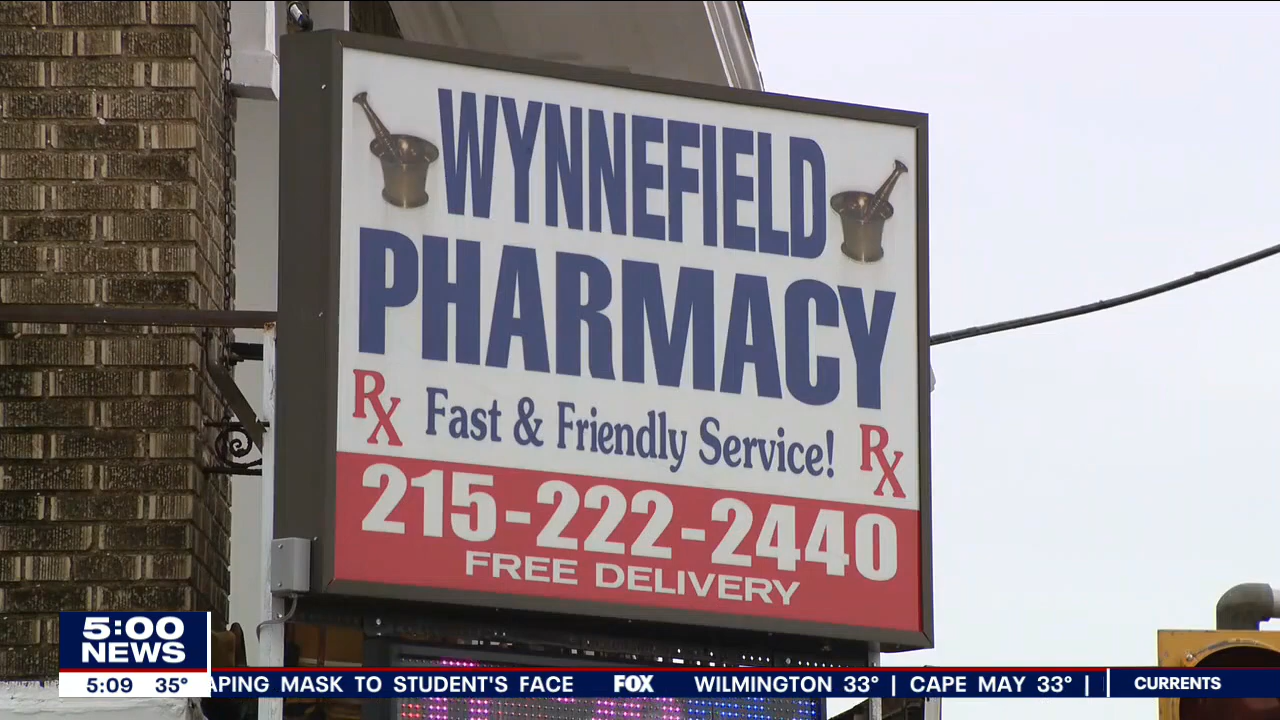 WYNNEFIELD
PHARMACY
Rx Fast & Friendly Service! Rx
215-222-2440
FREE DELIVERY
5:00
NEWS
5:09 35° APING MASK TO STUDENT'S FACE FOX WILMINGTON 33° | CAPE MAY 33° | CURRENTS